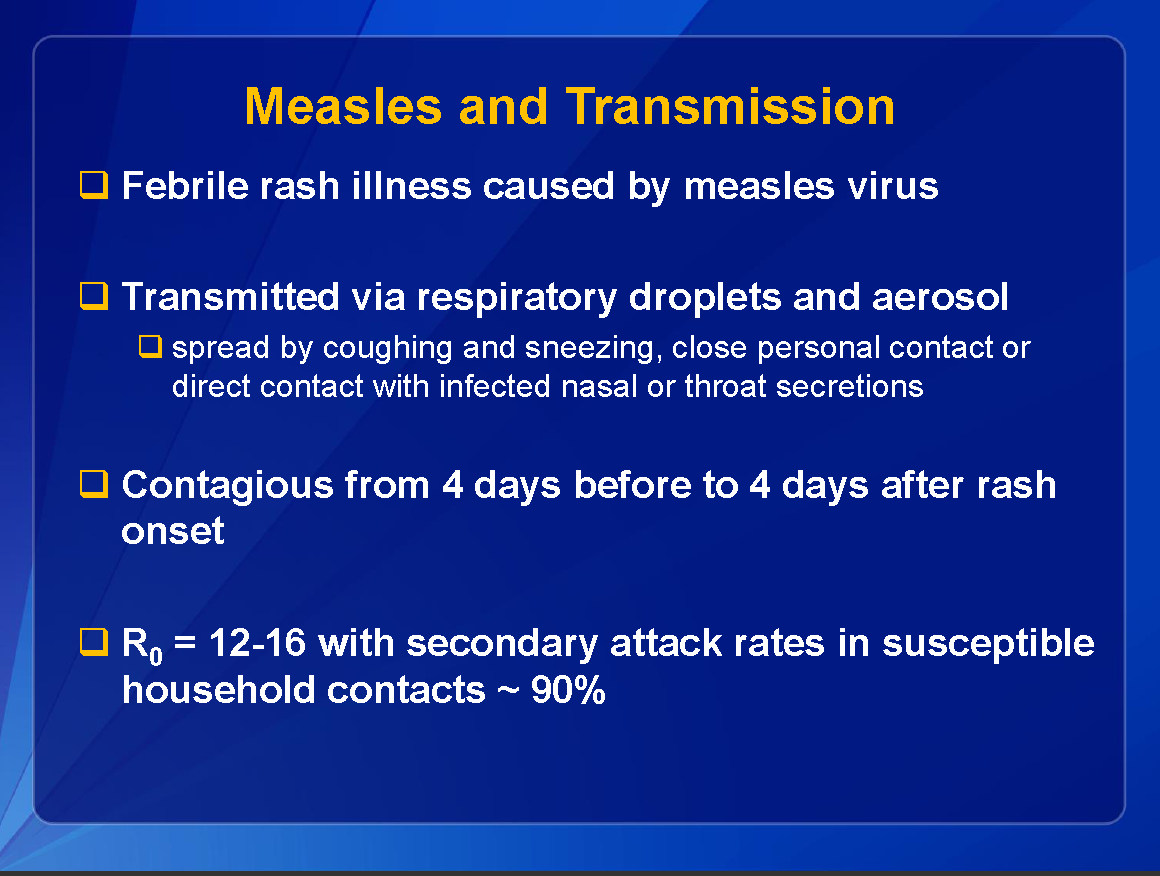 Measles and Transmission
Febrile rash illness caused by measles virus
Transmitted via respiratory droplets and aerosol
spread by coughing and sneezing, close personal contact or
direct contact with infected nasal or throat secretions
Contagious from 4 days before to 4 days after rash
onset
R0 = 12-16 with secondary attack rates in susceptible
household contacts ~ 90%